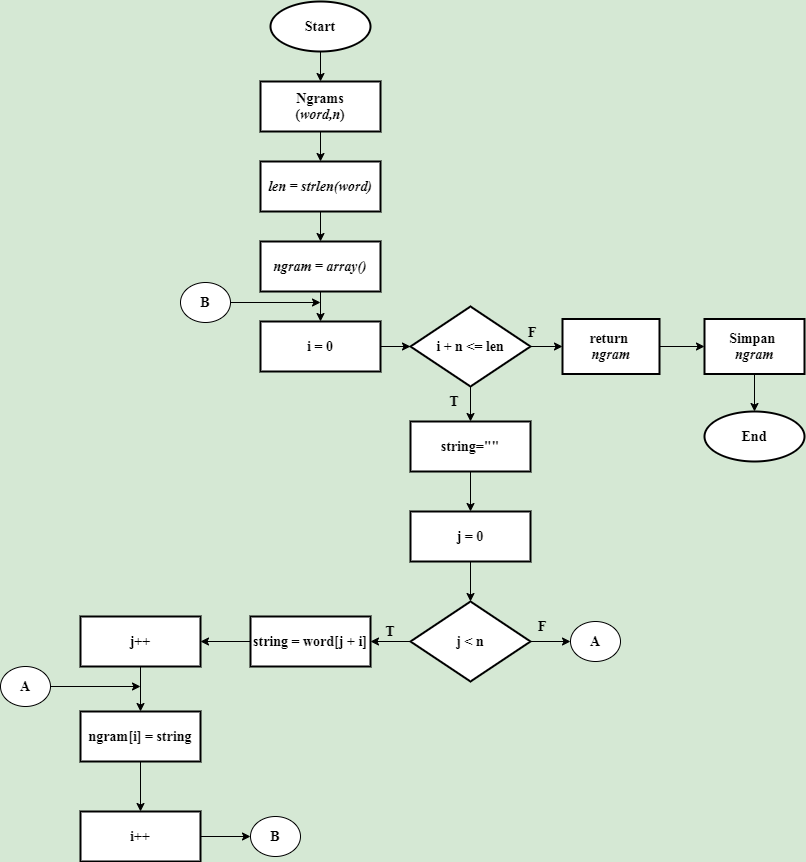 Start
Ngrams
(word,n)
len = strlen(word)
ngram = array()
B
i = 0
i + n <= len
F
return
ngram
Simpan
ngram
T
End
string=""
j = 0
j < n
F
A
T
string = word[j + i]
j++
A
ngram[i] = string
i++
B